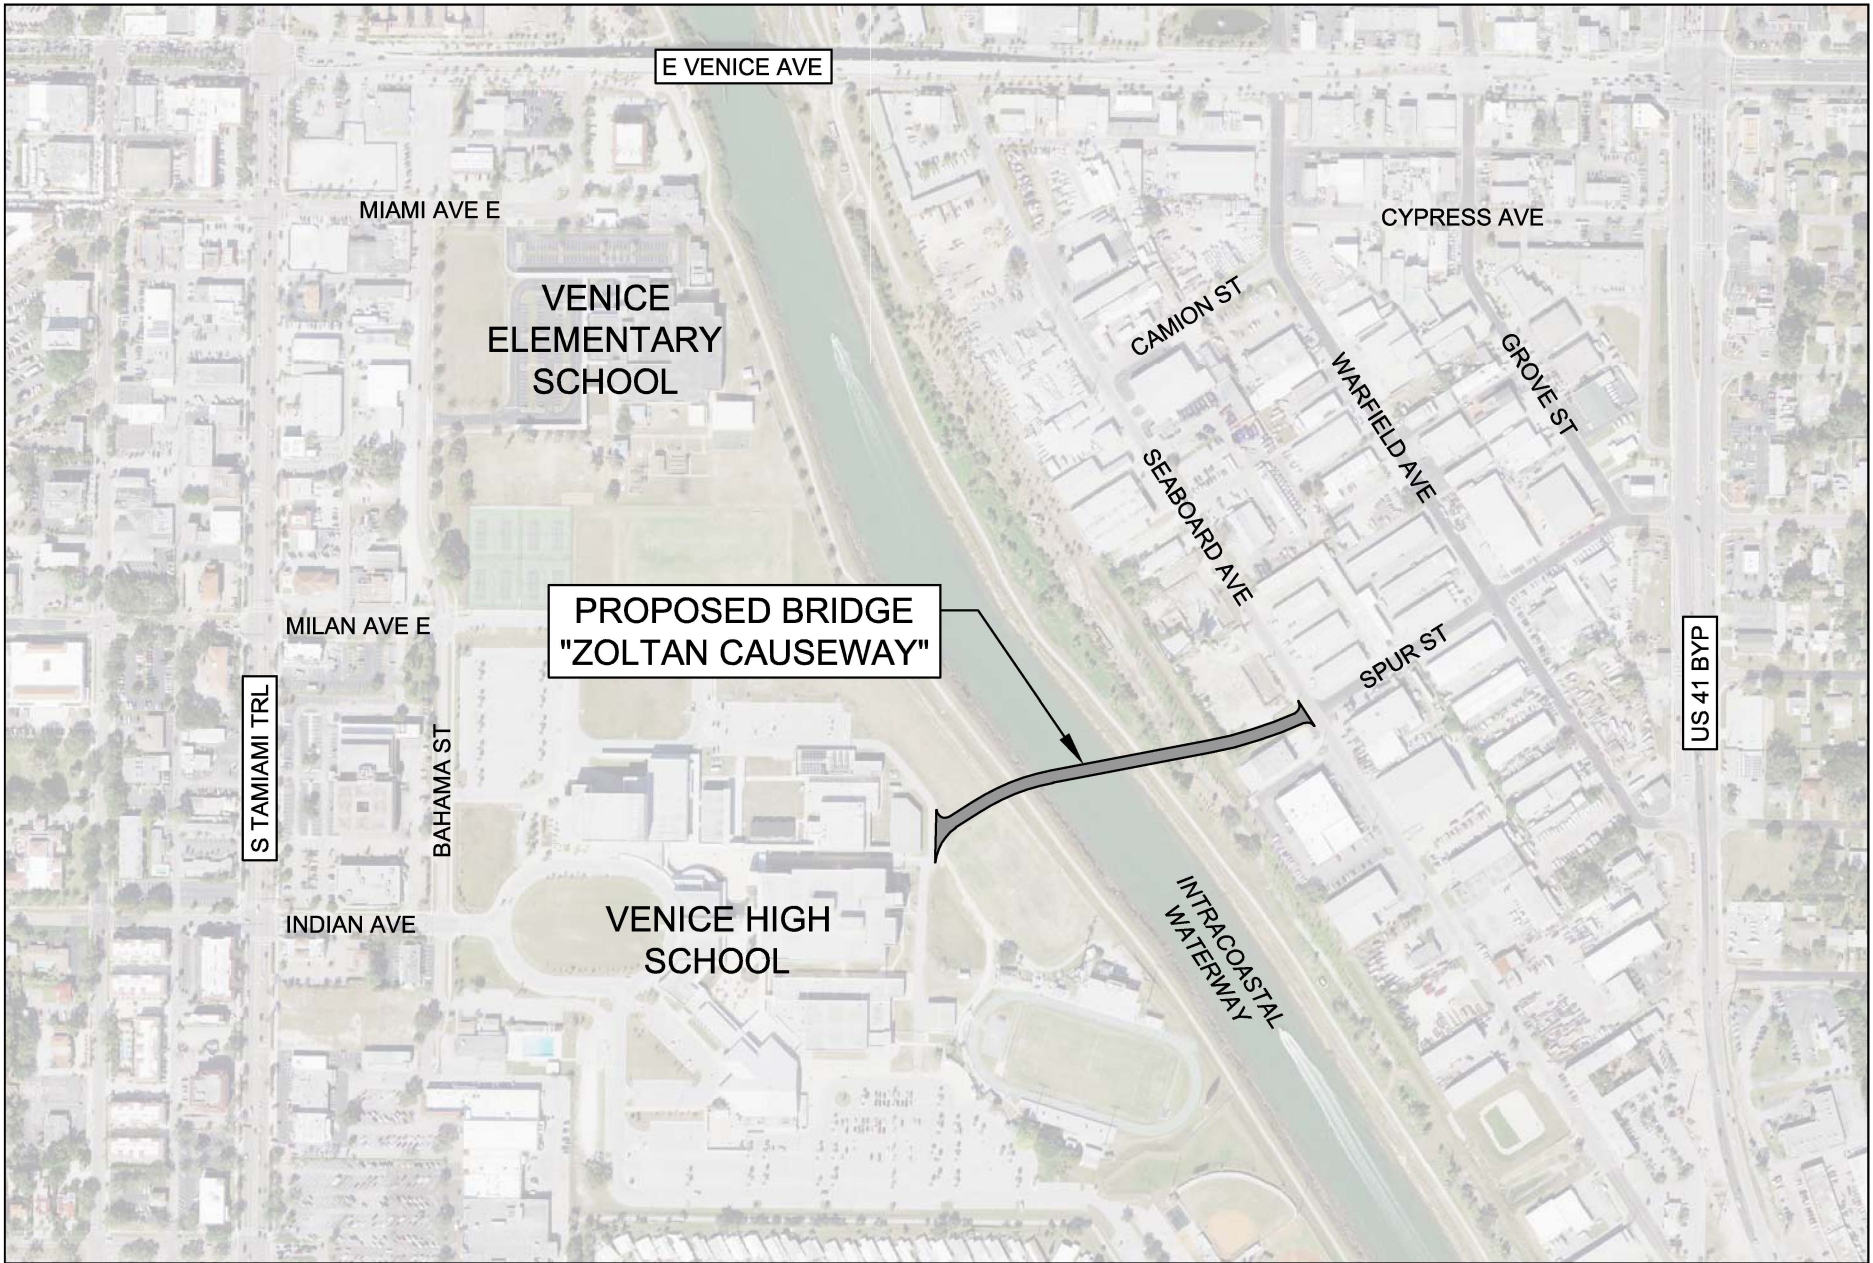 E VENICE AVE
MIAMI AVE E
CYPRESS AVE
VENICE
ELEMENTARY
SCHOOL
CAMION ST
GROVE ST
WARFIELD AVE
SEABOARD AVE
PROPOSED BRIDGE
"ZOLTAN CAUSEWAY"
MILAN AVE E
SPUR ST
US 41 BYP
S TAMIAMI TRL
BAHAMA ST
INDIAN AVE
VENICE HIGH
SCHOOL
INTRACOASTAL
WATERWAY